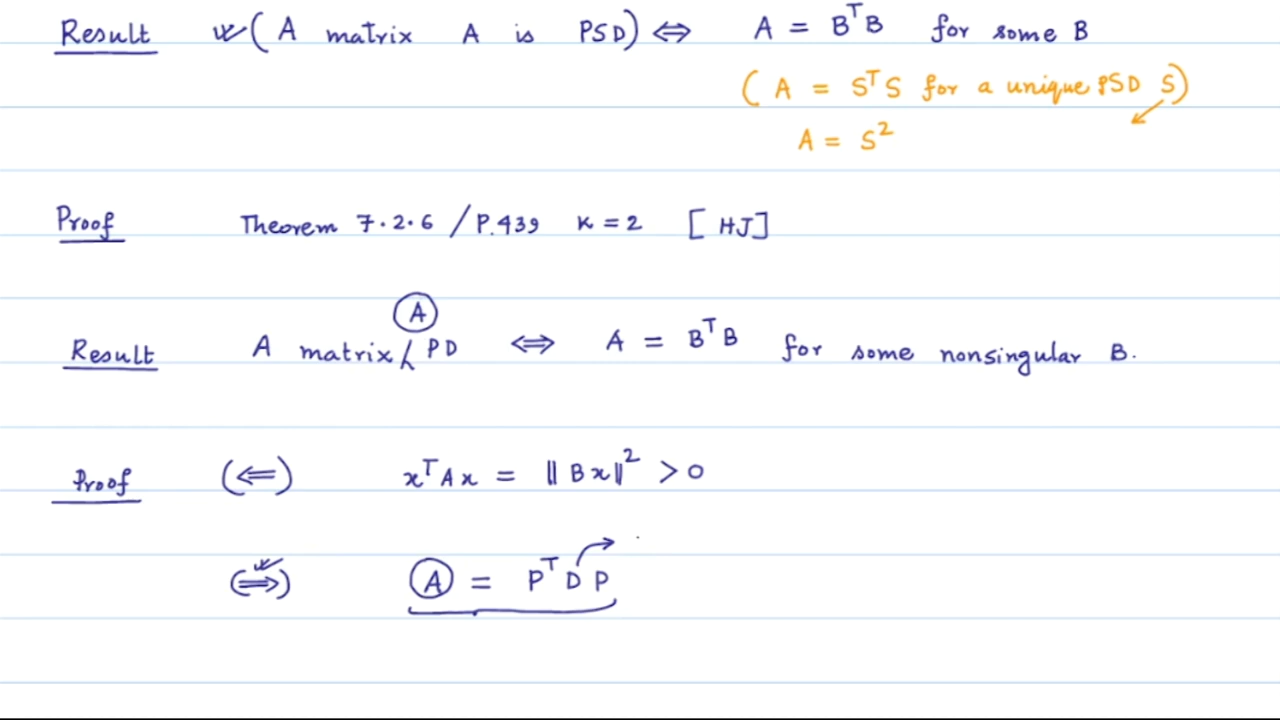 Result (A matrix A is PSD) ⇔ A = BᵀB for some B
(A = SᵀS for a unique PSD S)
A = S²
Proof Theorem 7.2.6 / P.439 K = 2 [HJ]
A
Result A matrix PD ⇔ A = BᵀB for some nonsingular B.
Proof (⇐) xᵀAx = ‖Bx‖² > 0
(⇒) A = PᵀDP